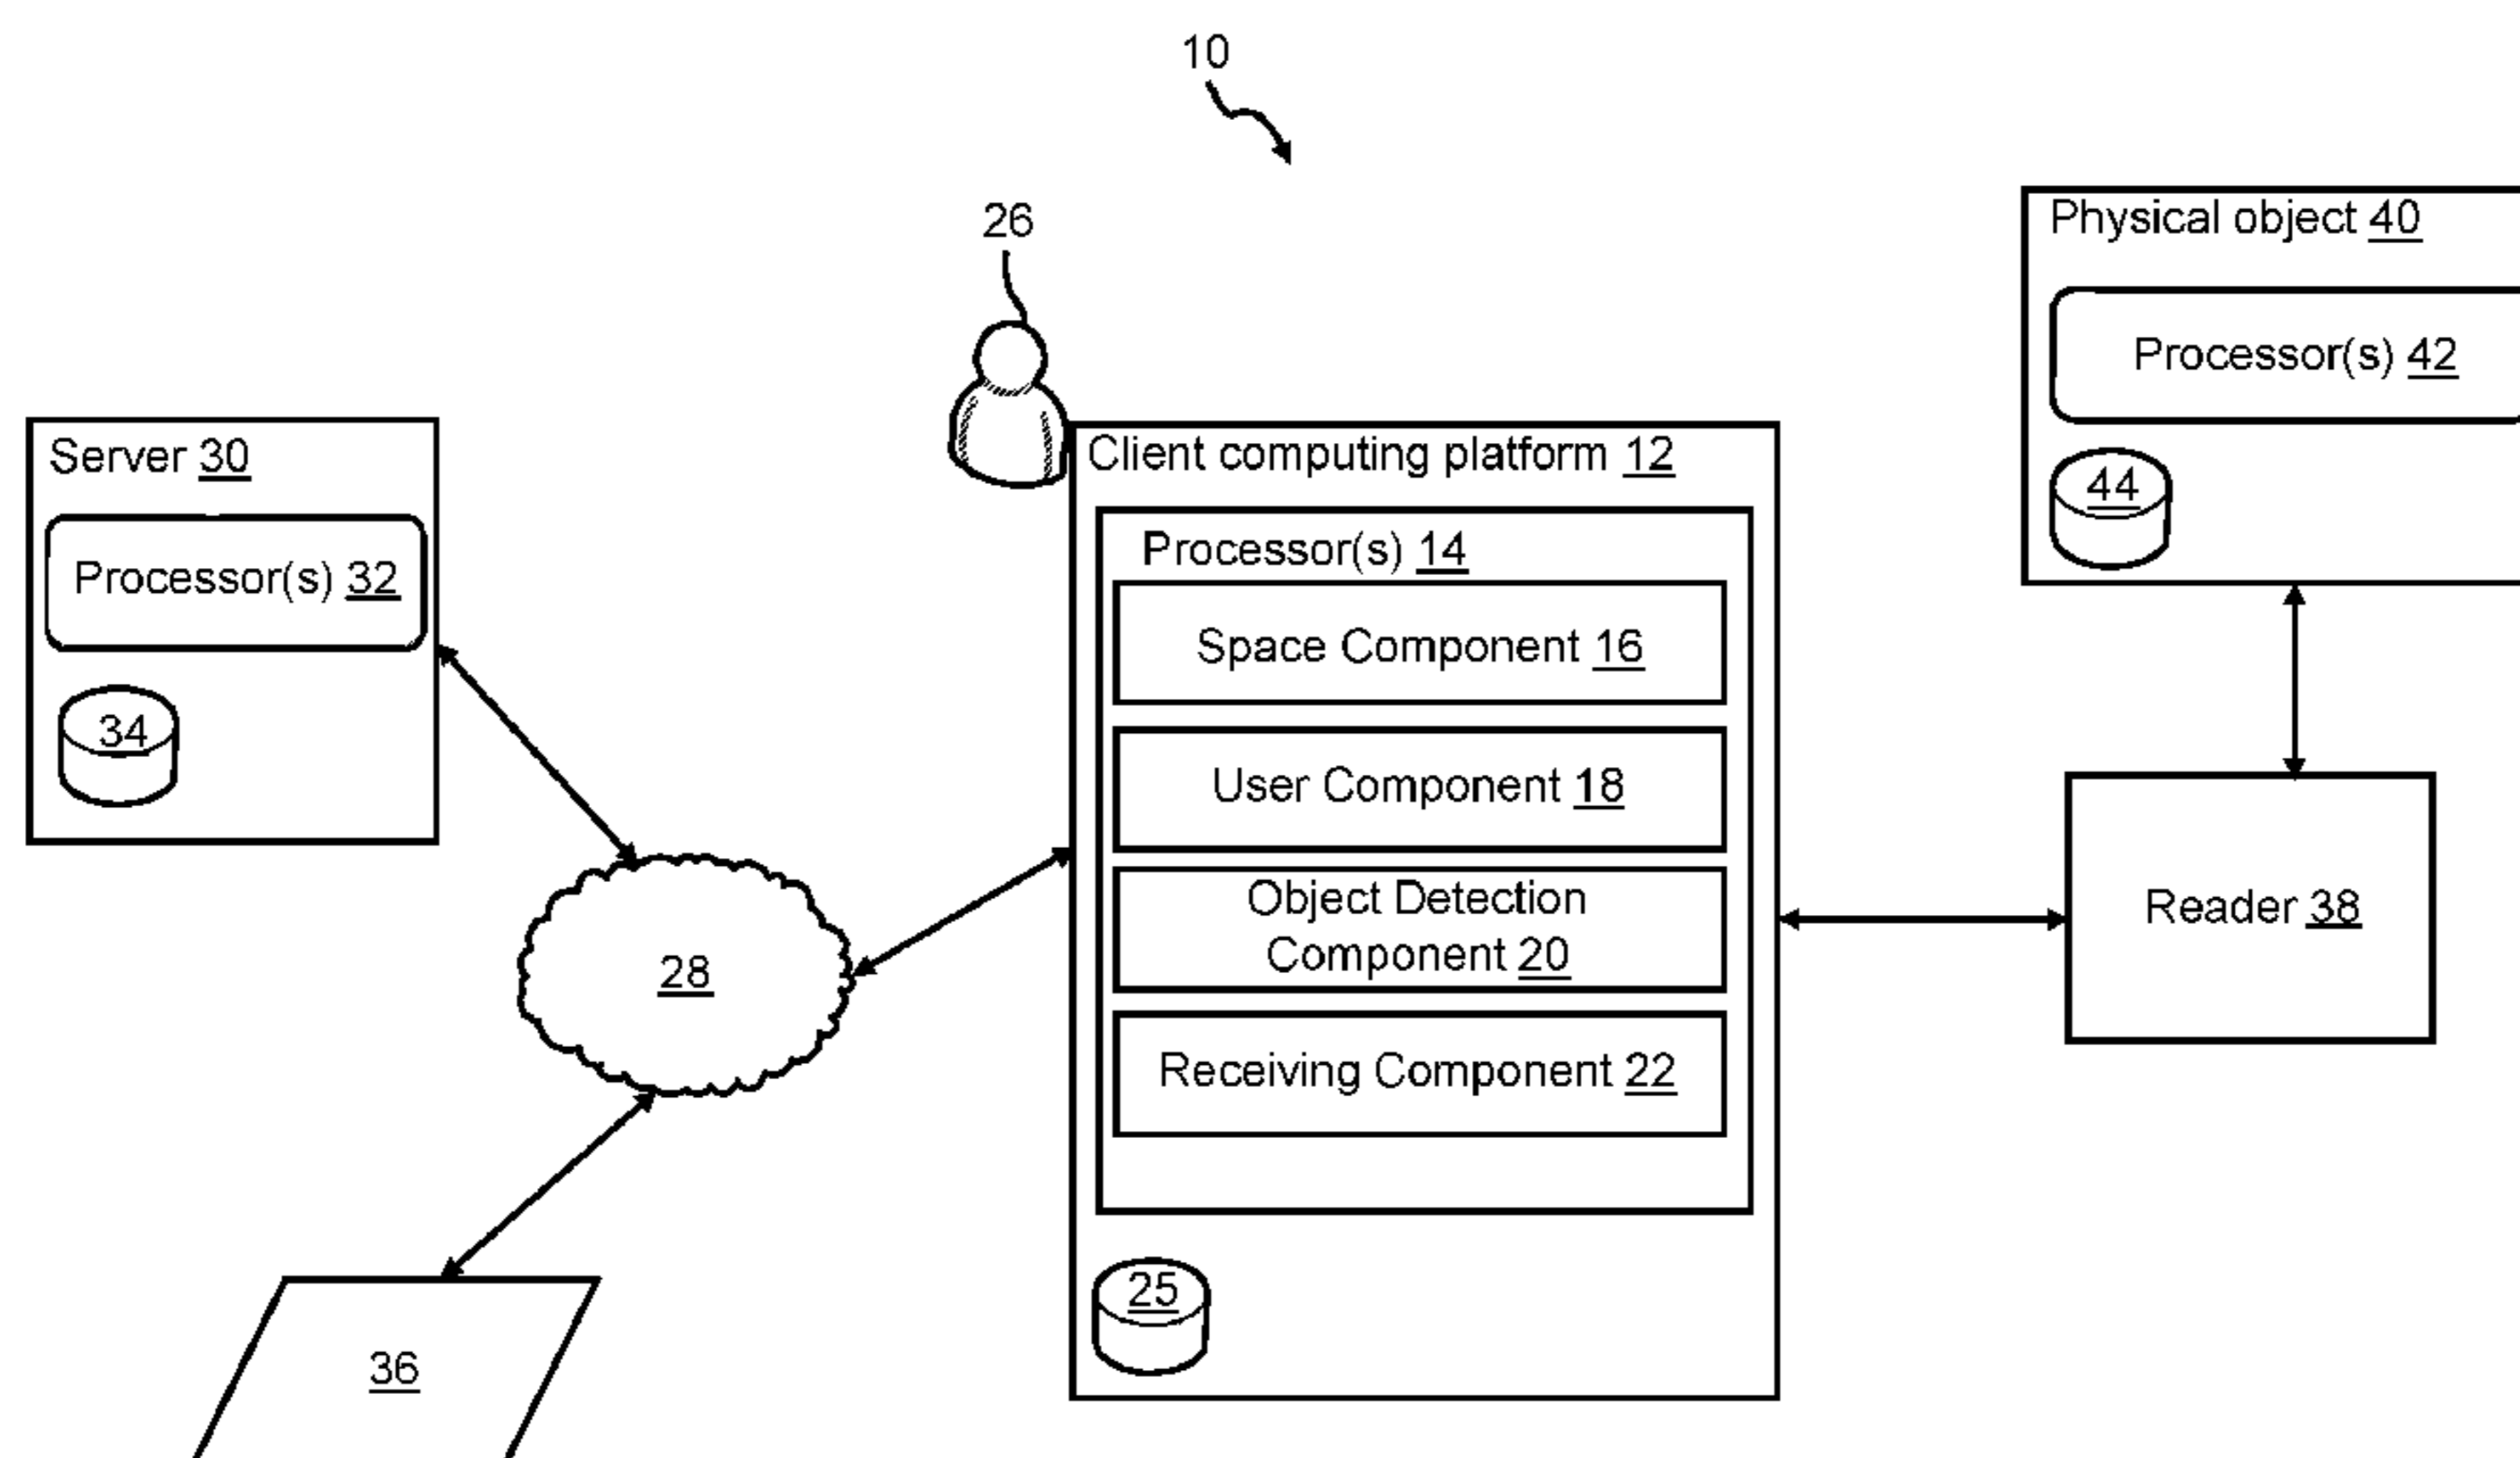 10
26
Physical object 40
Processor(s) 42
44
Server 30
Processor(s) 32
34
Client computing platform 12
Processor(s) 14
Space Component 16
User Component 18
Object Detection
Component 20
Receiving Component 22
25
28
Reader 38
36